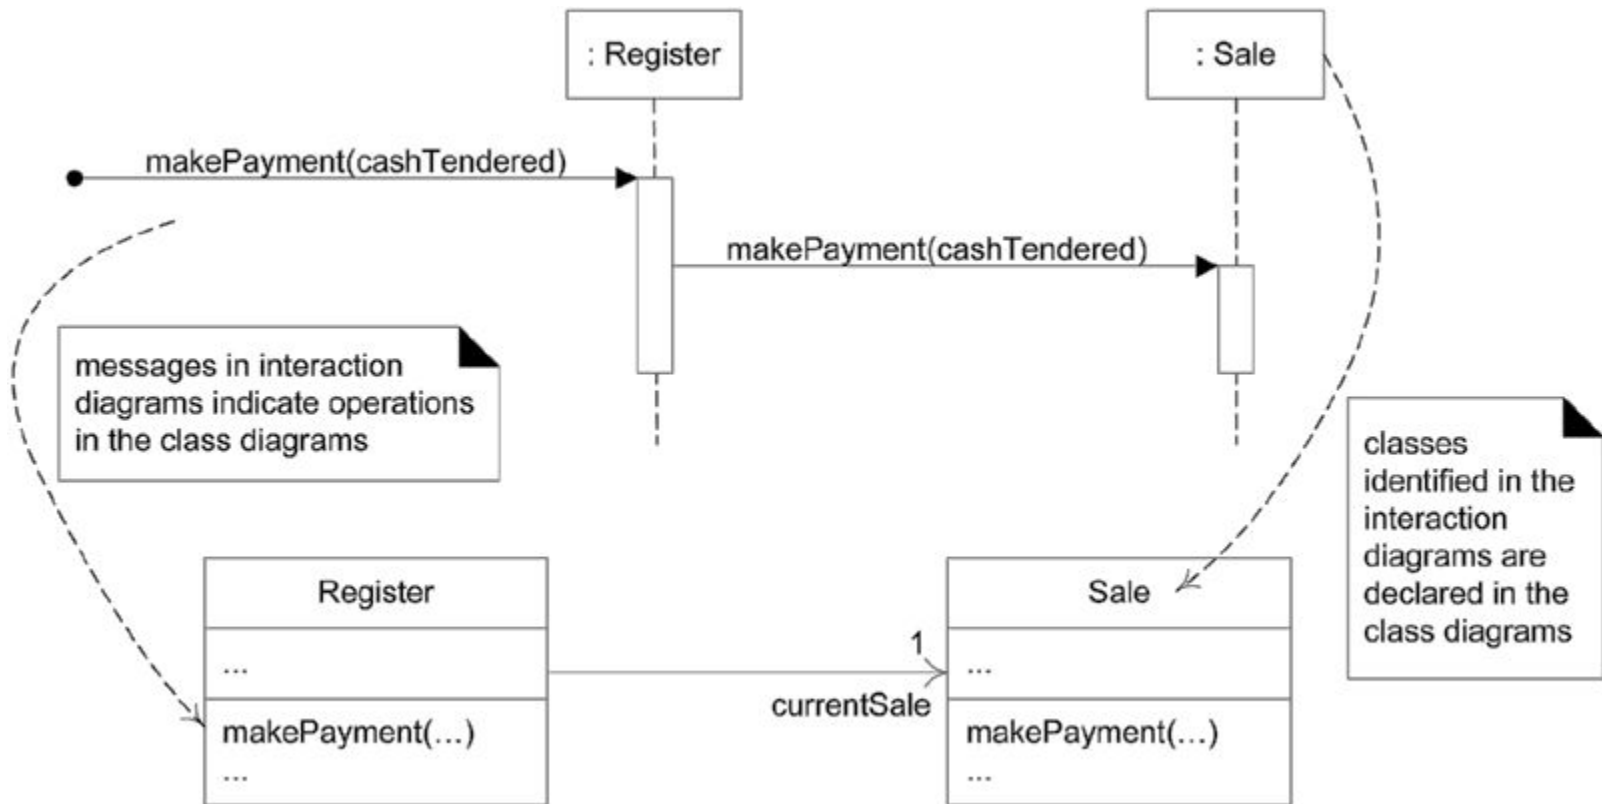 : Register
: Sale
makePayment(cashTendered)
makePayment(cashTendered)
messages in interaction
diagrams indicate operations
in the class diagrams
classes
identified in the
interaction
diagrams are
declared in the
class diagrams
Register
...
makePayment(...)
...
1
currentSale
Sale
...
makePayment(...)
...